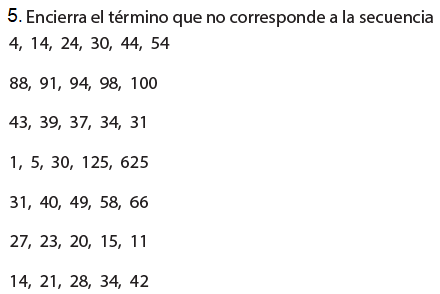 5. Encierra el término que no corresponde a la secuencia
4, 14, 24, 30, 44, 54
88, 91, 94, 98, 100
43, 39, 37, 34, 31
1, 5, 30, 125, 625
31, 40, 49, 58, 66
27, 23, 20, 15, 11
14, 21, 28, 34, 42